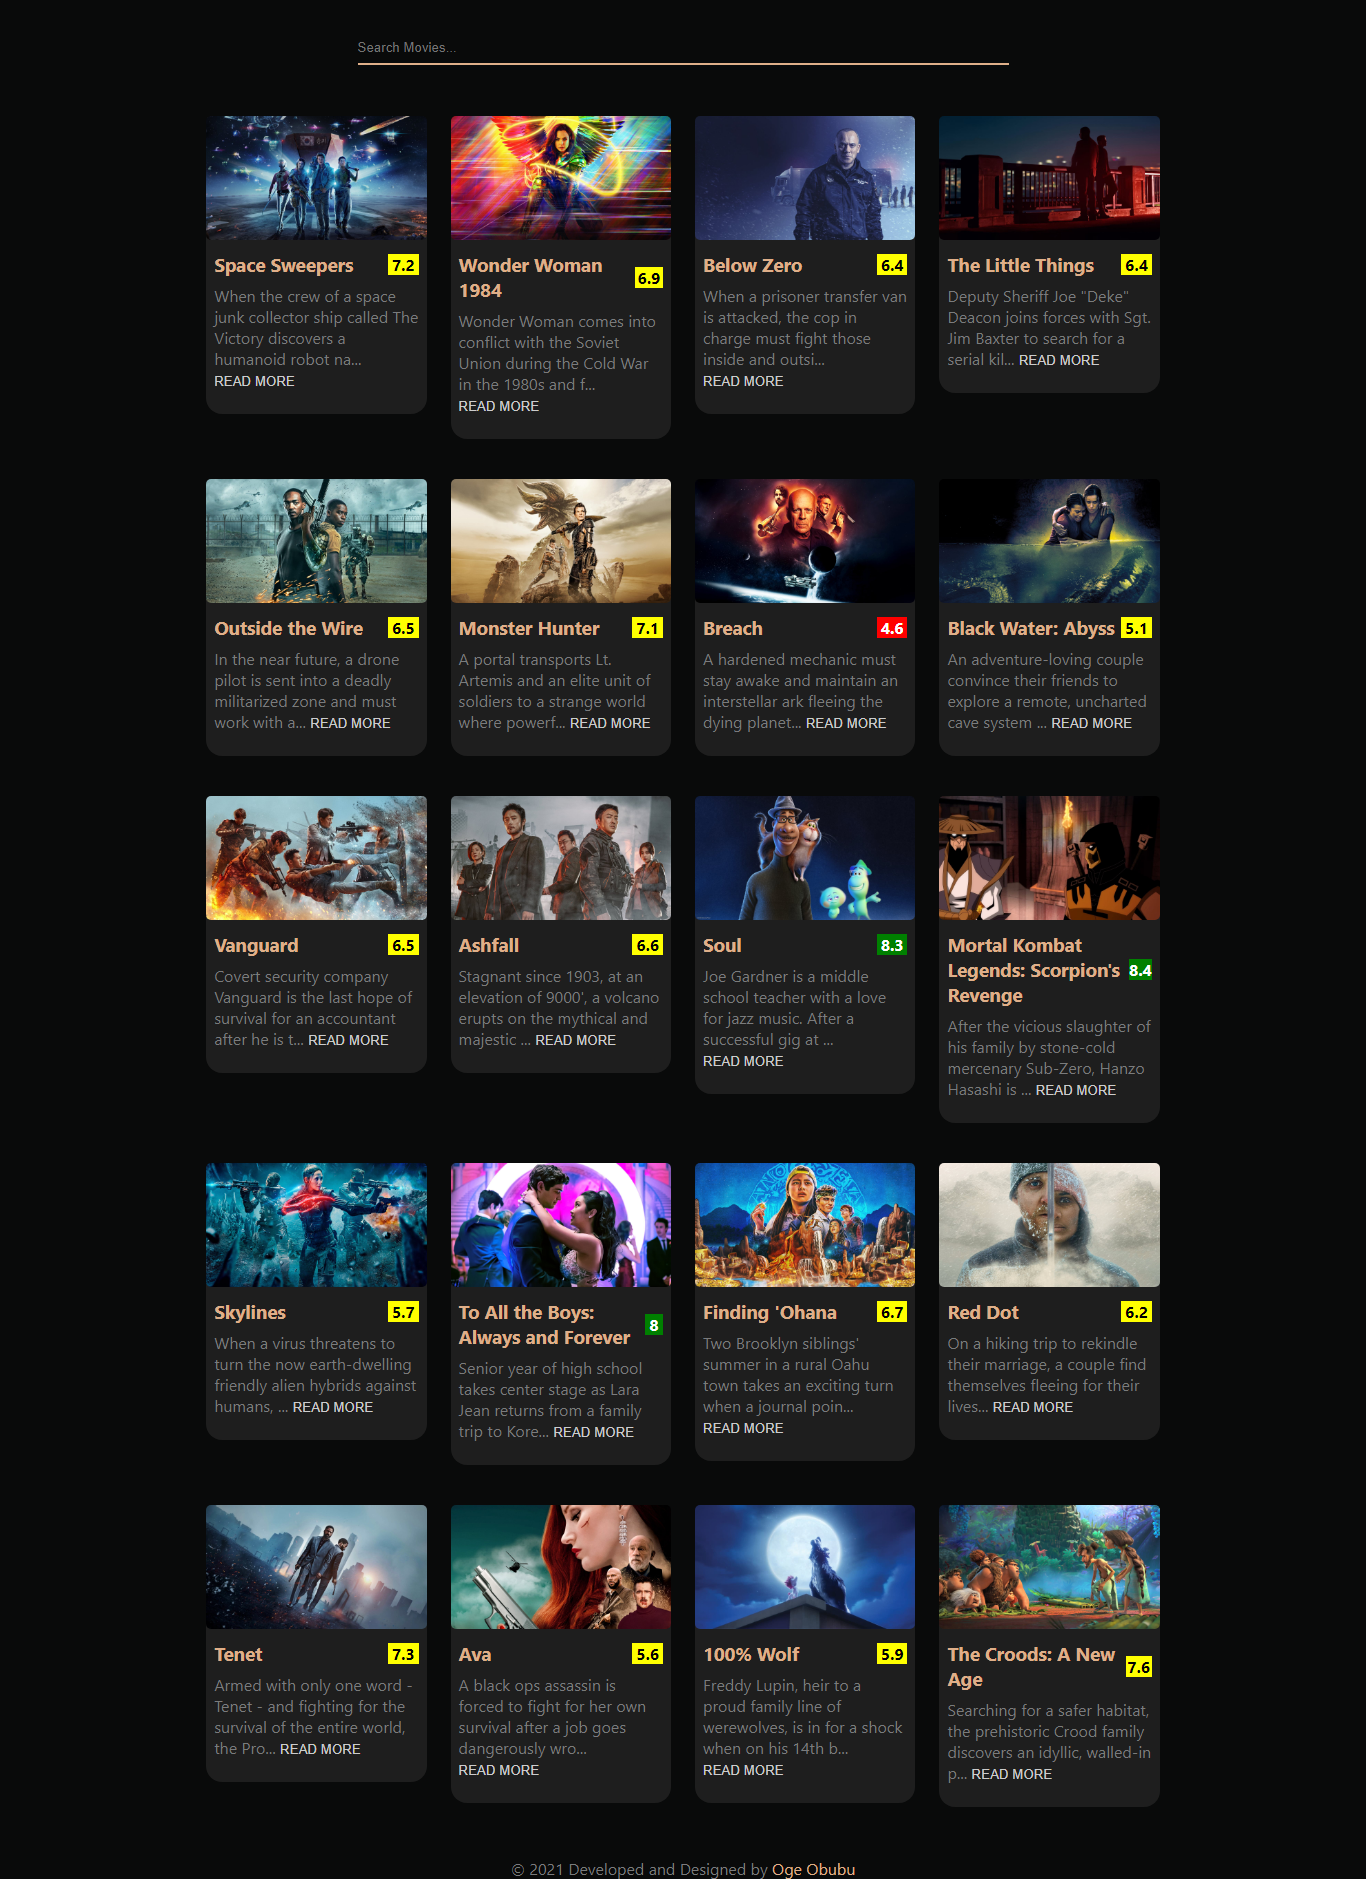 Search Movies...
Space Sweepers 7.2
When the crew of a space
junk collector ship called The
Victory discovers a
humanoid robot na...
READ MORE
Wonder Woman
1984
6.9
Wonder Woman comes into
conflict with the Soviet
Union during the Cold War
in the 1980s and f...
READ MORE
Below Zero 6.4
When a prisoner transfer van
is attacked, the cop in
charge must fight those
inside and outsi...
READ MORE
The Little Things 6.4
Deputy Sheriff Joe "Deke"
Deacon joins forces with Sgt.
Jim Baxter to search for a
serial kil... READ MORE
Outside the Wire 6.5
In the near future, a drone
pilot is sent into a deadly
militarized zone and must
work with a... READ MORE
Monster Hunter 7.1
A portal transports Lt.
Artemis and an elite unit of
soldiers to a strange world
where powerf... READ MORE
Breach 4.6
A hardened mechanic must
stay awake and maintain an
interstellar ark fleeing the
dying planet... READ MORE
Black Water: Abyss 5.1
An adventure-loving couple
convince their friends to
explore a remote, uncharted
cave system ... READ MORE
Vanguard 6.5
Covert security company
Vanguard is the last hope of
survival for an accountant
after he is t... READ MORE
Ashfall 6.6
Stagnant since 1903, at an
elevation of 9000', a volcano
erupts on the mythical and
majestic ... READ MORE
Soul 8.3
Joe Gardner is a middle
school teacher with a love
for jazz music. After a
successful gig at ...
READ MORE
Mortal Kombat
Legends: Scorpion's 8.4
Revenge
After the vicious slaughter of
his family by stone-cold
mercenary Sub-Zero, Hanzo
Hasashi is ... READ MORE
Skylines 5.7
When a virus threatens to
turn the now earth-dwelling
friendly alien hybrids against
humans, ... READ MORE
To All the Boys:
Always and Forever
8
Senior year of high school
takes center stage as Lara
Jean returns from a family
trip to Kore... READ MORE
Finding 'Ohana 6.7
Two Brooklyn siblings'
summer in a rural Oahu
town takes an exciting turn
when a journal poin...
READ MORE
Red Dot 6.2
On a hiking trip to rekindle
their marriage, a couple find
themselves fleeing for their
lives... READ MORE
Tenet 7.3
Armed with only one word -
Tenet - and fighting for the
survival of the entire world,
the Pro... READ MORE
Ava 5.6
A black ops assassin is
forced to fight for her own
survival after a job goes
dangerously wro...
READ MORE
100% Wolf 5.9
Freddy Lupin, heir to a
proud family line of
werewolves, is in for a shock
when on his 14th b...
READ MORE
The Croods: A New
Age
7.6
Searching for a safer habitat,
the prehistoric Crood family
discovers an idyllic, walled-in
p... READ MORE
© 2021 Developed and Designed by Oge Obubu